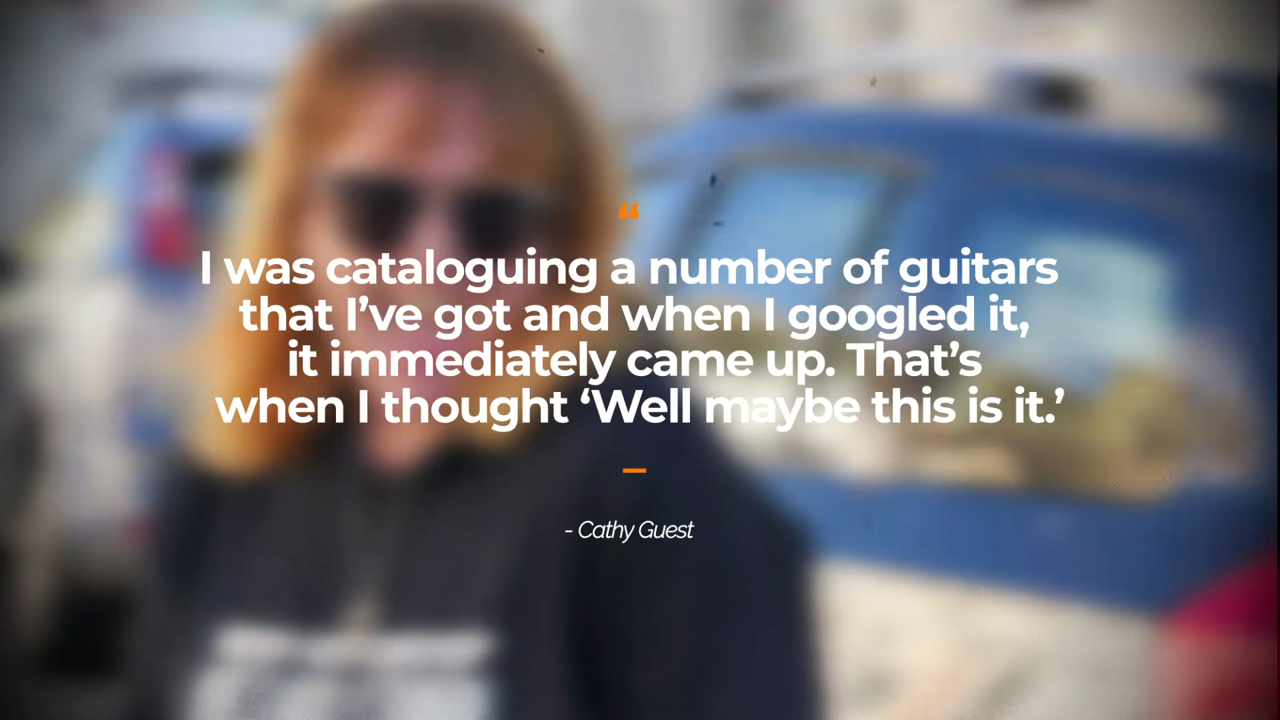 “
I was cataloguing a number of guitars
that I’ve got and when I googled it,
it immediately came up. That’s
when I thought ‘Well maybe this is it.’
- Cathy Guest